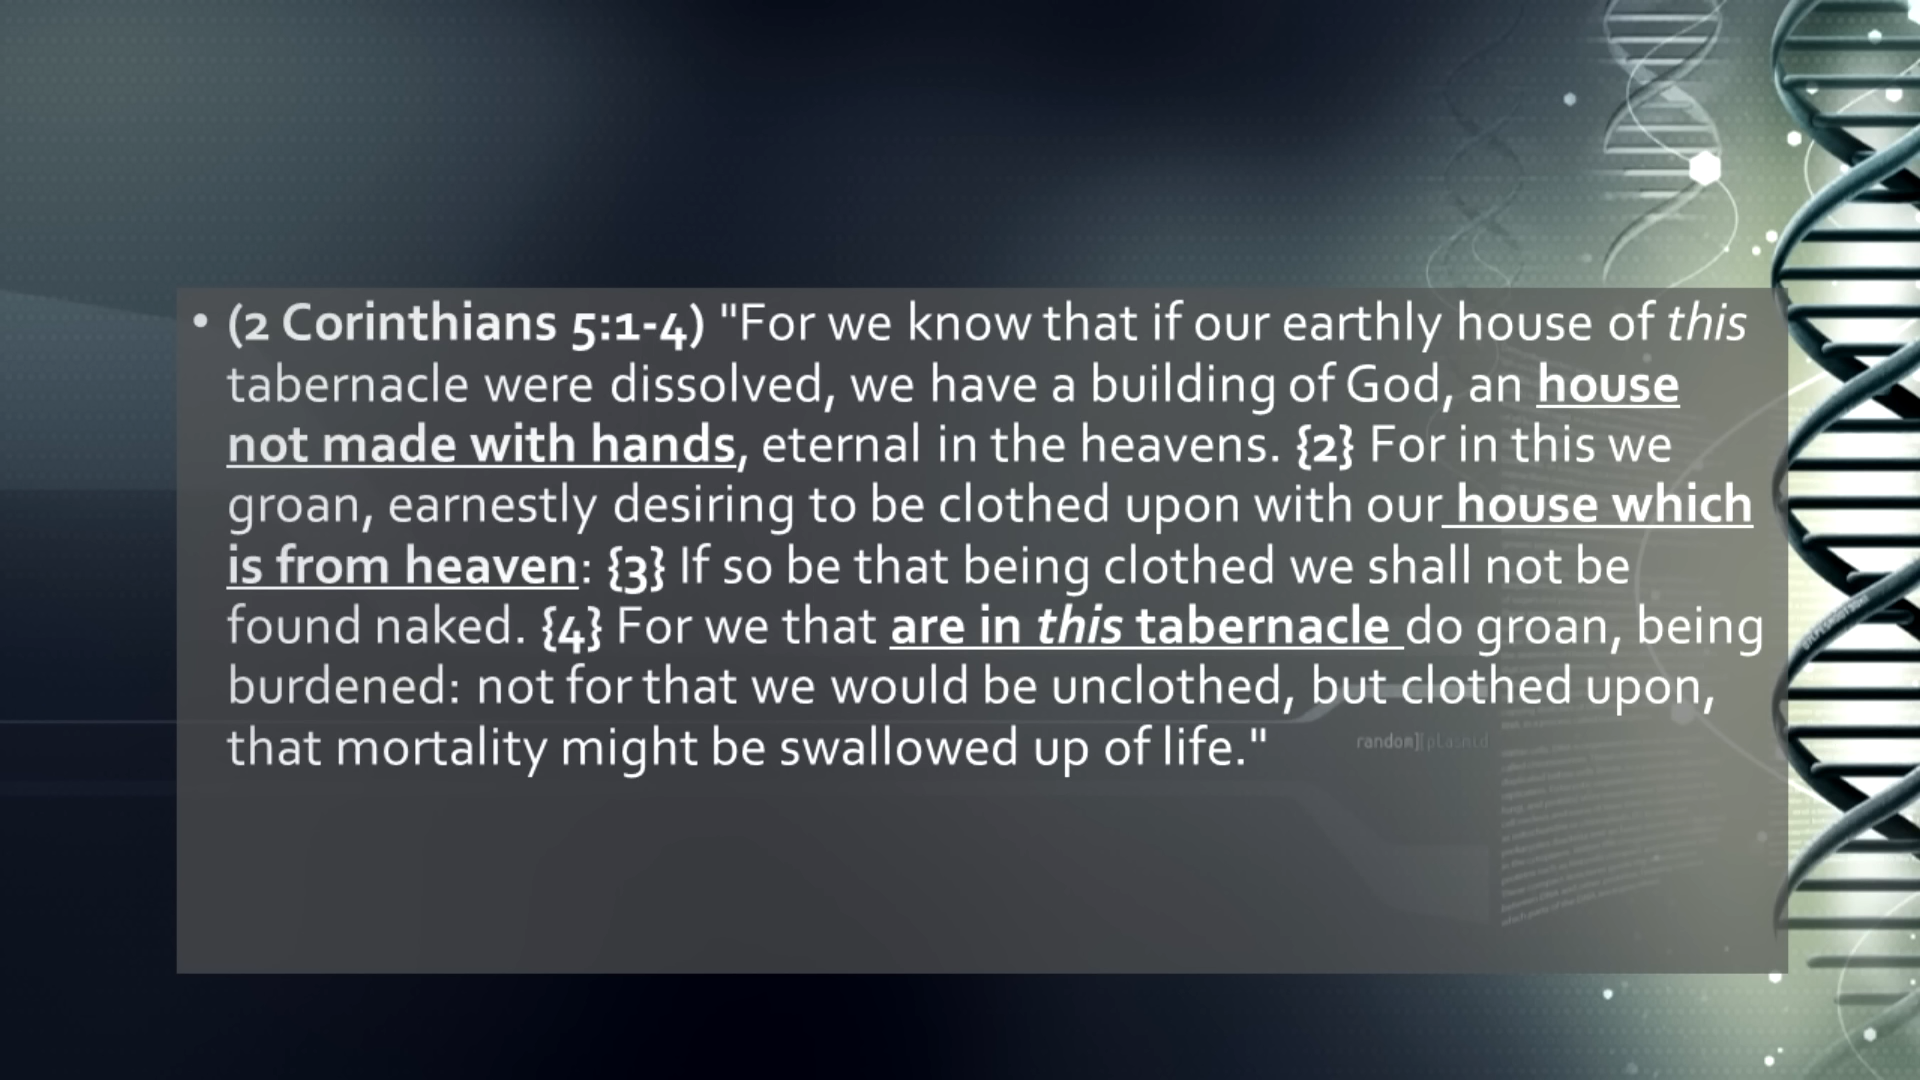 • (2 Corinthians 5:1-4) "For we know that if our earthly house of this
tabernacle were dissolved, we have a building of God, an house
not made with hands, eternal in the heavens. {2} For in this we
groan, earnestly desiring to be clothed upon with our house which
is from heaven: {3} If so be that being clothed we shall not be
found naked. {4} For we that are in this tabernacle do groan, being
burdened: not for that we would be unclothed, but clothed upon,
that mortality might be swallowed up of life."
random][plasmid